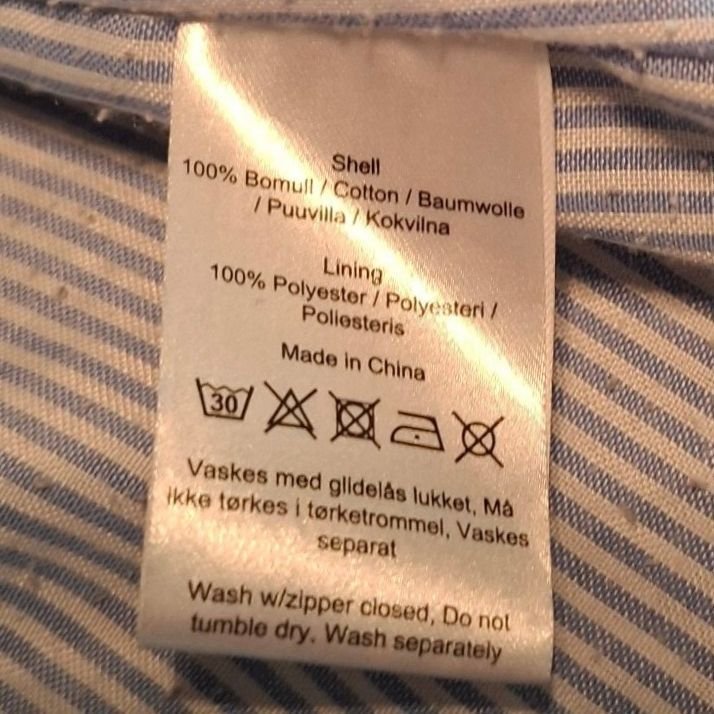 Shell
100% Bomull / Cotton / Baumwolle
/ Puuvilla / Kokvilna
Lining
100% Polyester / Polyesteri /
Poliesteris
Made in China
30
Vaskes med glidelås lukket, Må
ikke tørkes i tørketrommel, Vaskes
separat
Wash w/zipper closed, Do not
tumble dry. Wash separately